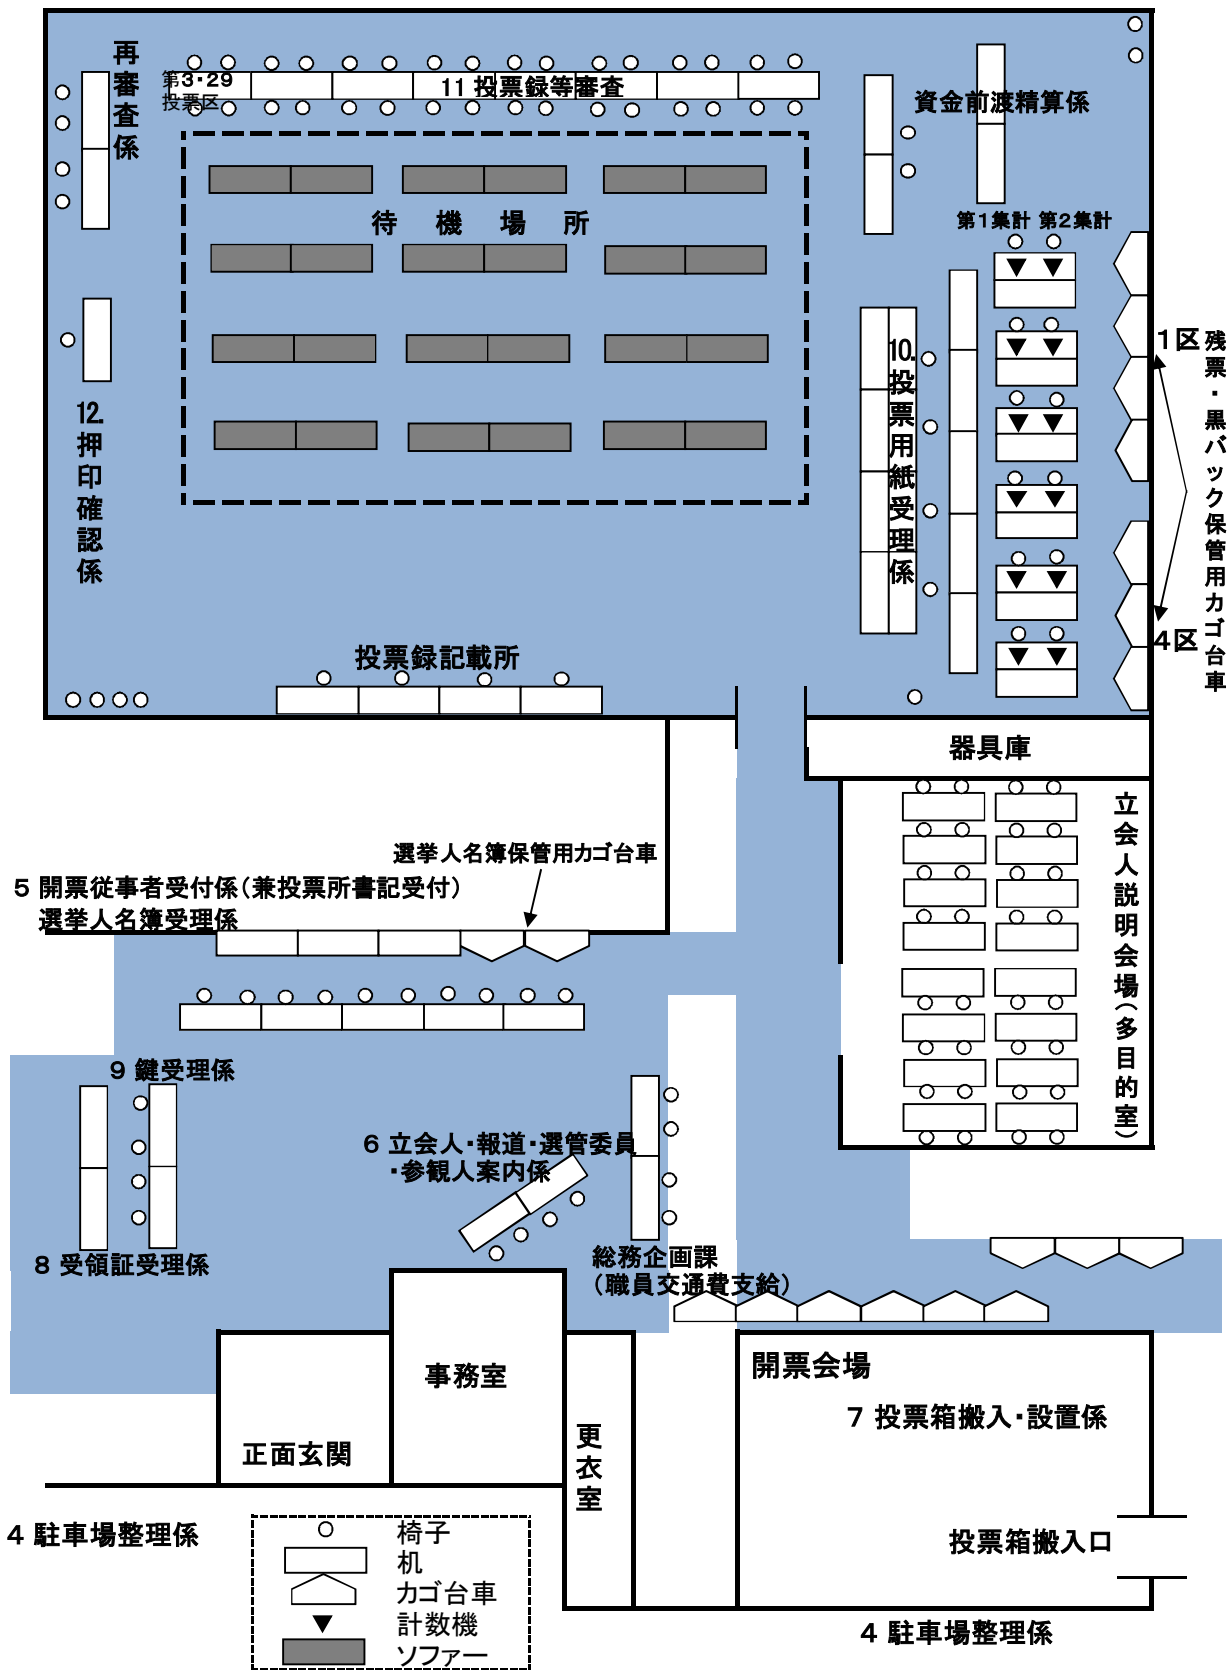 再審査係
第3・29
投票区
11 投票録等審査
資金前渡精算係
待機場所
第1集計 第2集計
10.投票用紙受理係
1区
4区
残票・黒バック保管用カゴ台車
12.押印確認係
投票録記載所
器具庫
立会人説明会場(多目的室)
選挙人名簿保管用カゴ台車
5 開票従事者受付係(兼投票所書記受付)
選挙人名簿受理係
9 鍵受理係
6 立会人・報道・選管委員
・参観人案内係
8 受領証受理係
総務企画課
(職員交通費支給)
事務室
開票会場
7 投票箱搬入・設置係
正面玄関
更衣室
4 駐車場整理係
投票箱搬入口
椅子
机
カゴ台車
計数機
ソファー
4 駐車場整理係